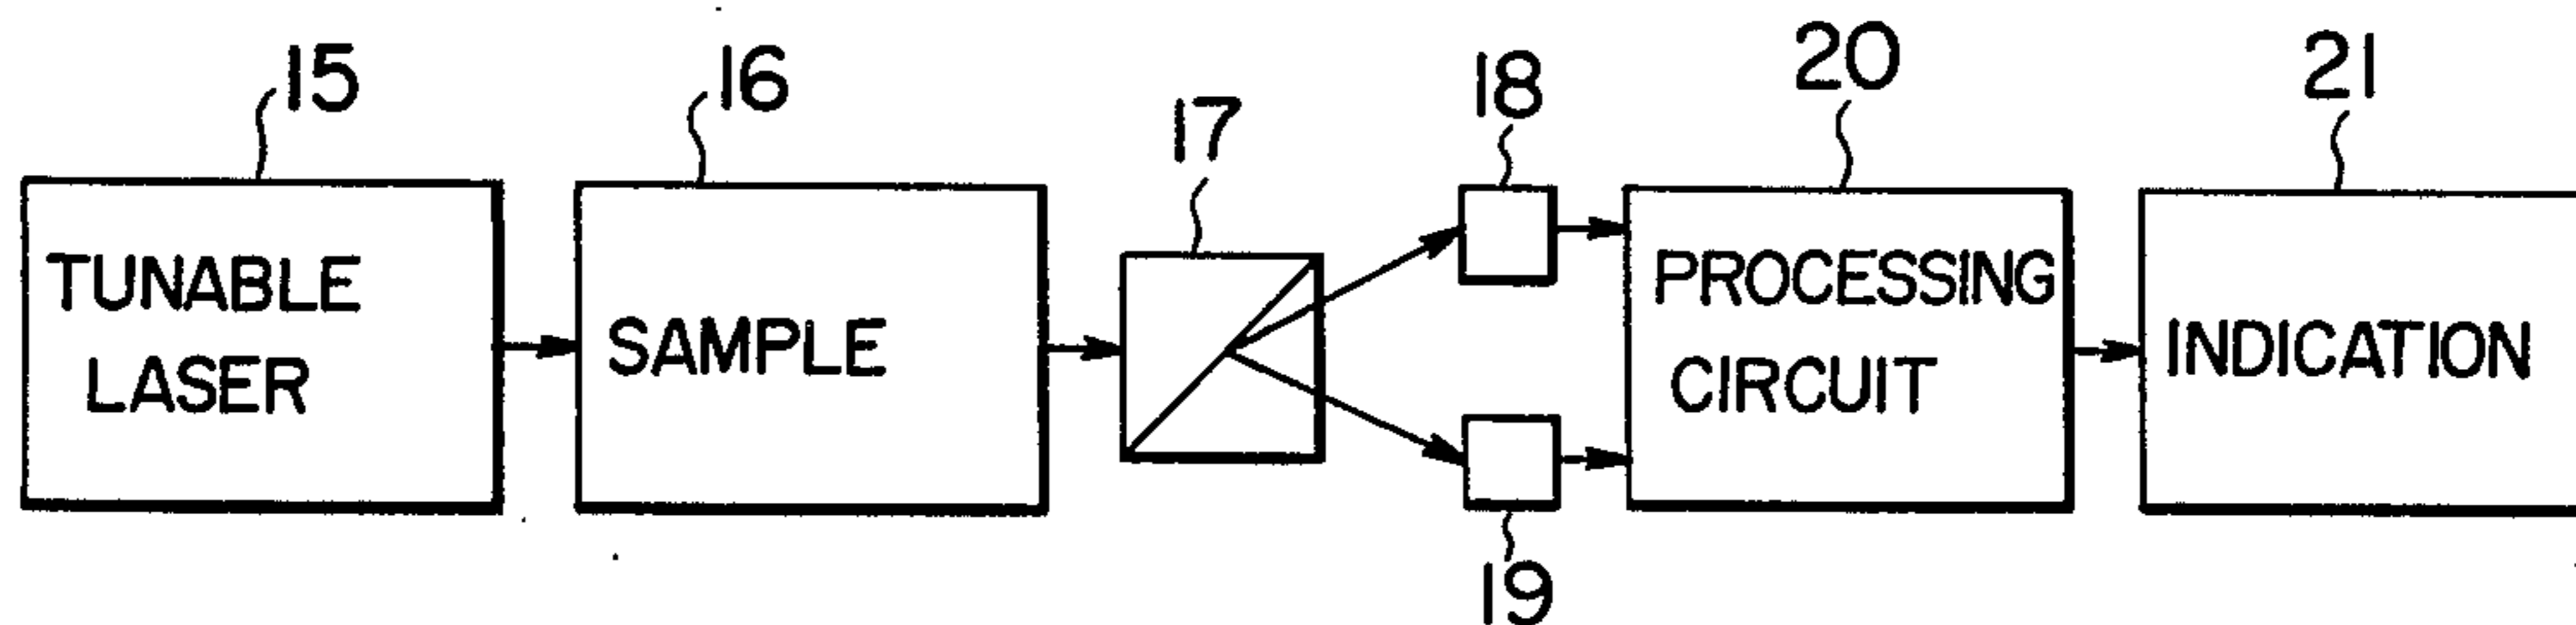 15
16
17
18
19
20
21
TUNABLE
LASER
SAMPLE
PROCESSING
CIRCUIT
INDICATION